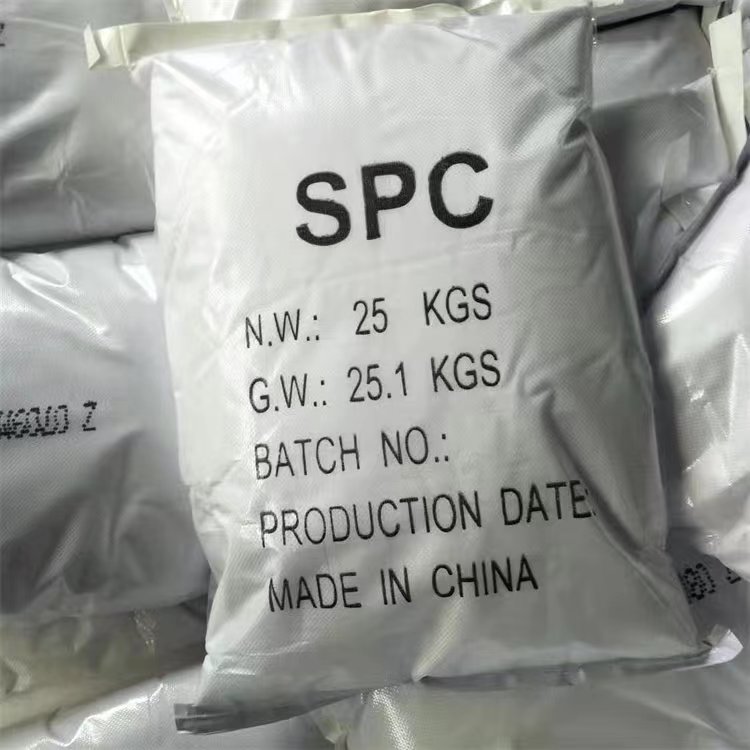 SPC
N.W.: 25 KGS
G.W.: 25.1 KGS
BATCH NO.:
PRODUCTION DATE:
MADE IN CHINA